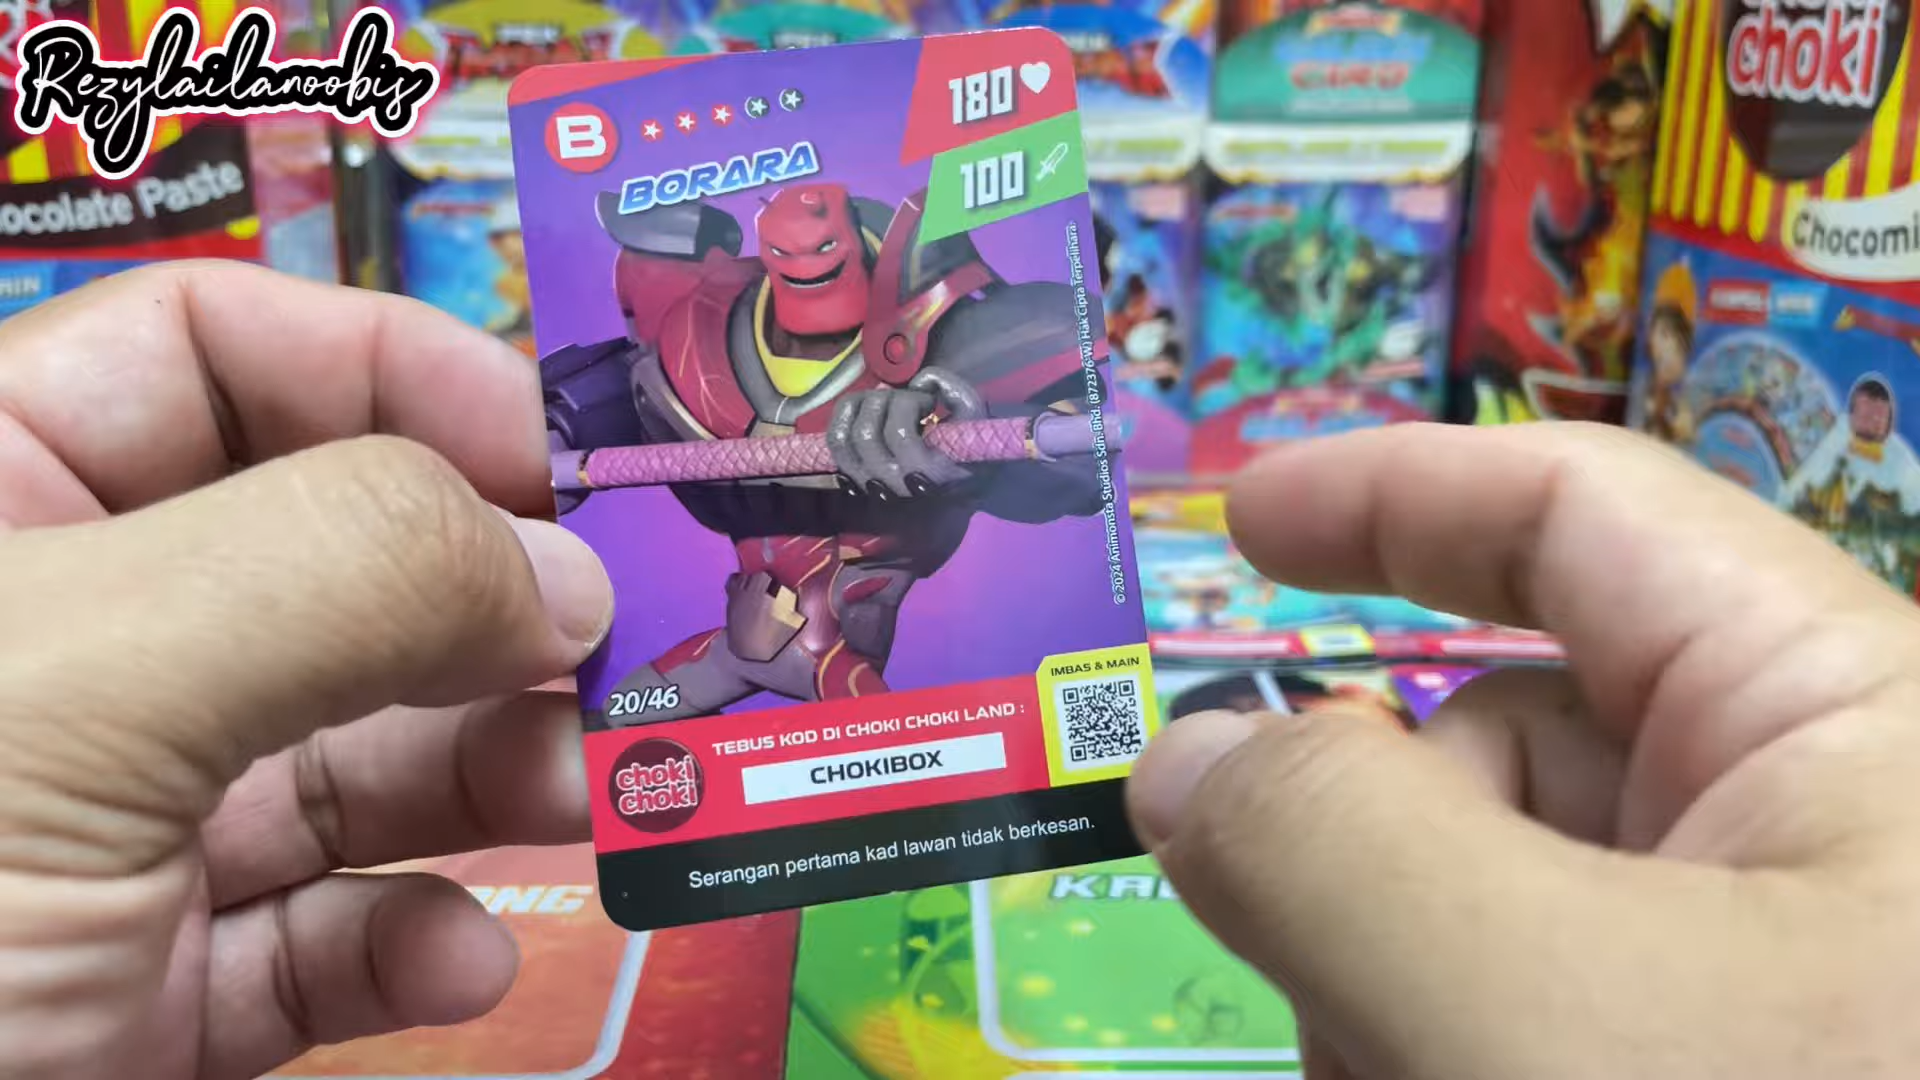 Rezylailanoobis
ocolate Paste
choki
Chocomi
B
180
100
BORARA
©2024 Animonsta Studios Sdn. Bhd. (872376-W) Hak Cipta Terpelihara.
20/46
IMBAS & MAIN
TEBUS KOD DI CHOKI CHOKI LAND :
CHOKIBOX
choki
choki
Serangan pertama kad lawan tidak berkesan.